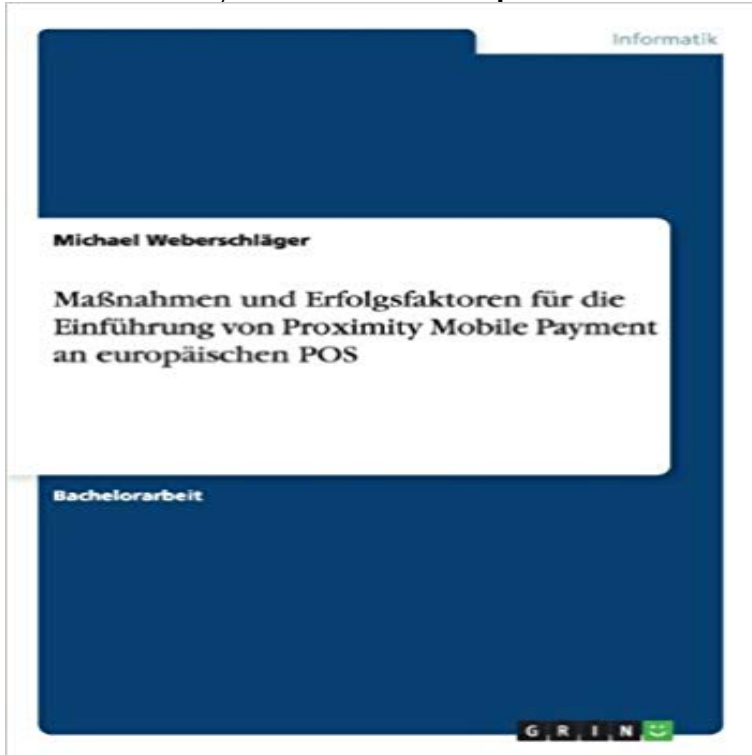 Informatik
Michael Weberschläger
Maßnahmen und Erfolgsfaktoren für die
Einführung von Proximity Mobile Payment
an europäischen POS
Bachelorarbeit
GRIN